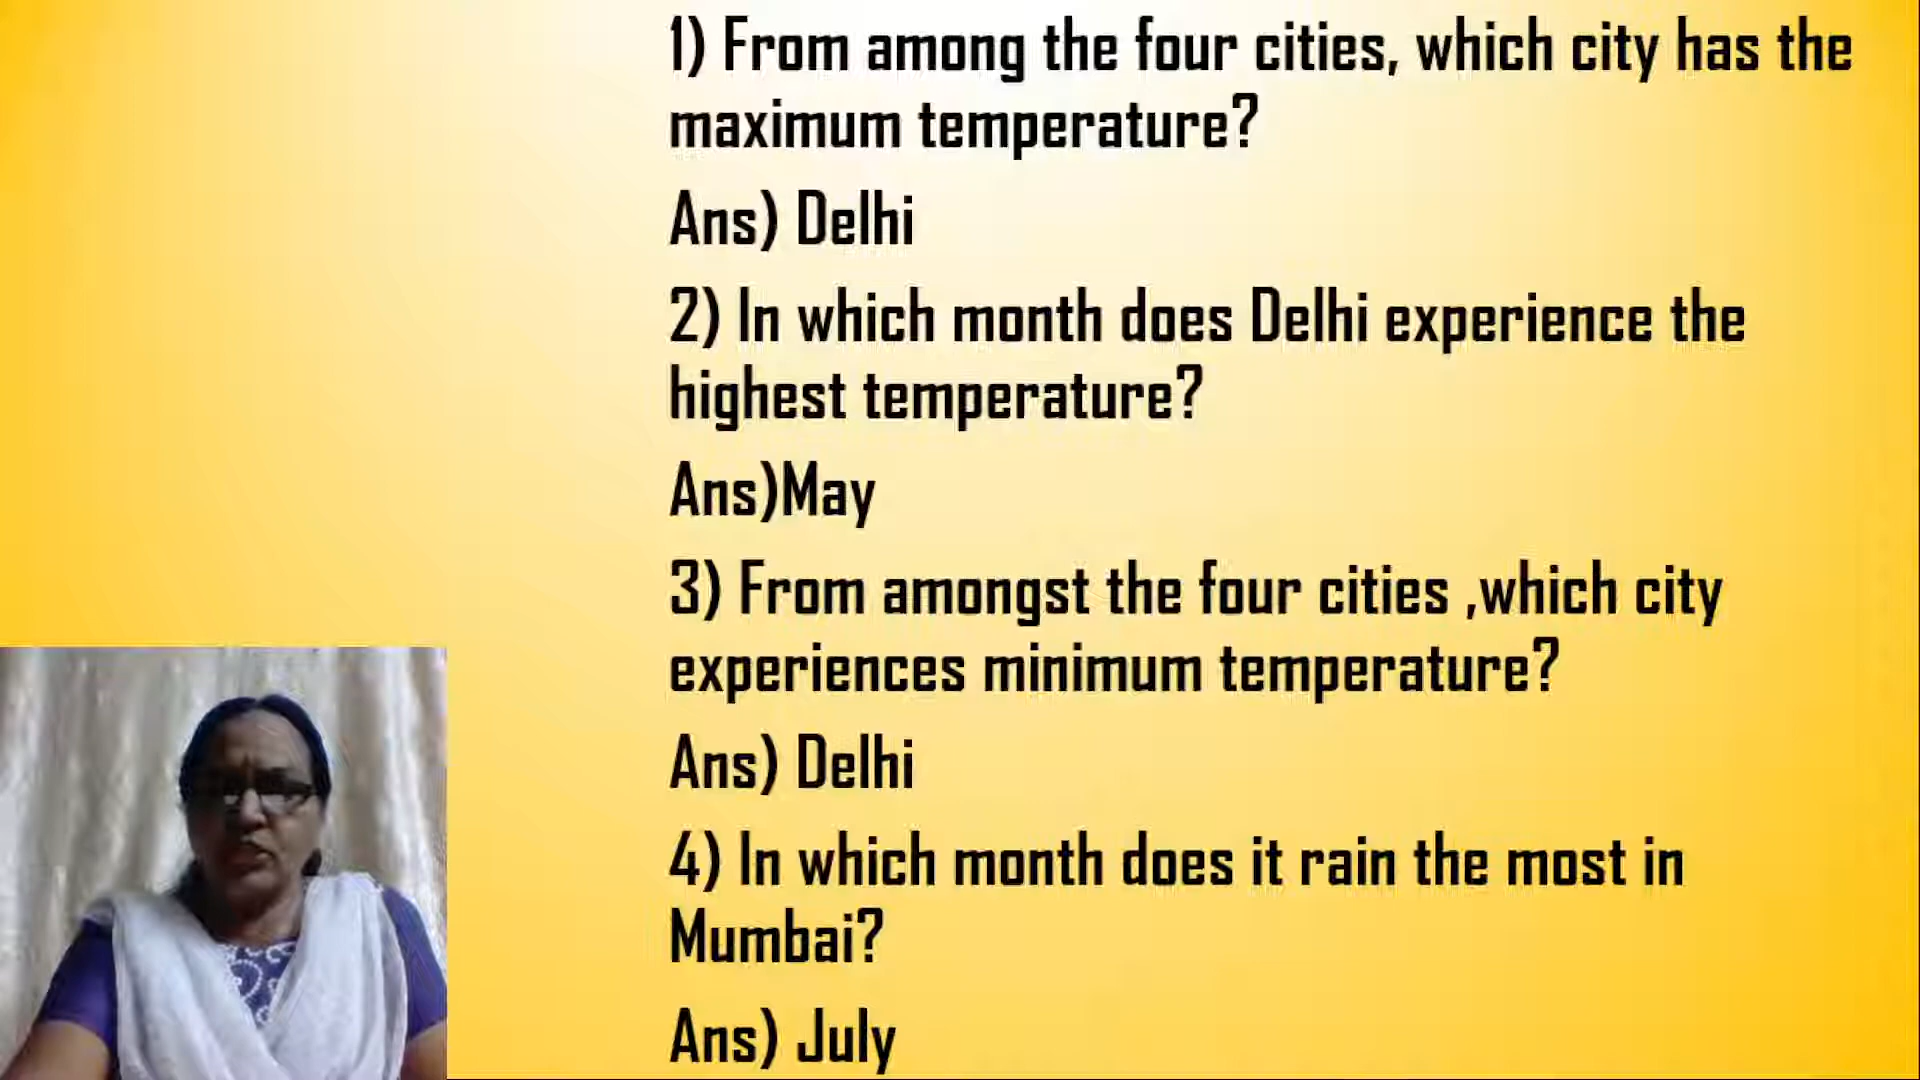 1) From among the four cities, which city has the
maximum temperature?
Ans) Delhi
2) In which month does Delhi experience the
highest temperature?
Ans)May
3) From amongst the four cities ,which city
experiences minimum temperature?
Ans) Delhi
4) In which month does it rain the most in
Mumbai?
Ans) July